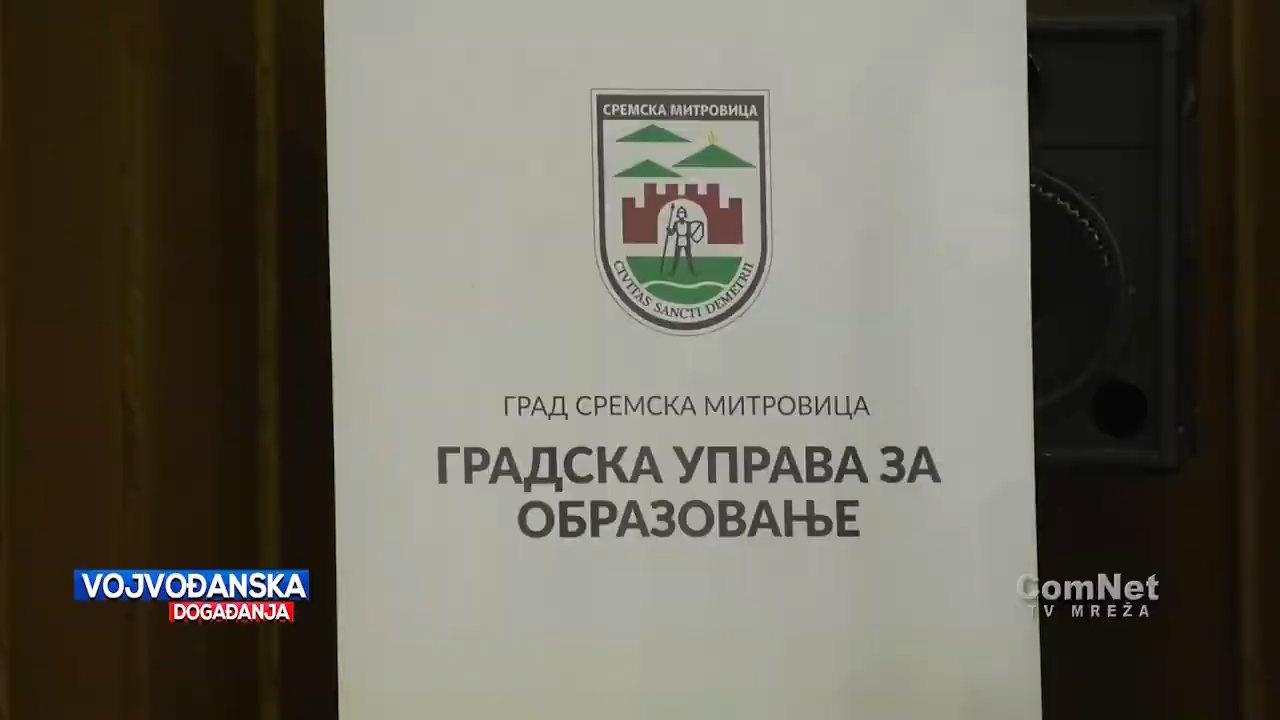 СРЕМСКА МИТРОВИЦА
CIVITAS SANCTI DEMETRII
ГРАД СРЕМСКА МИТРОВИЦА
ГРАДСКА УПРАВА ЗА
ОБРАЗОВАЊЕ
VOJVOĐANSKA
DOGAĐANJA
ComNet
TV MREŽA